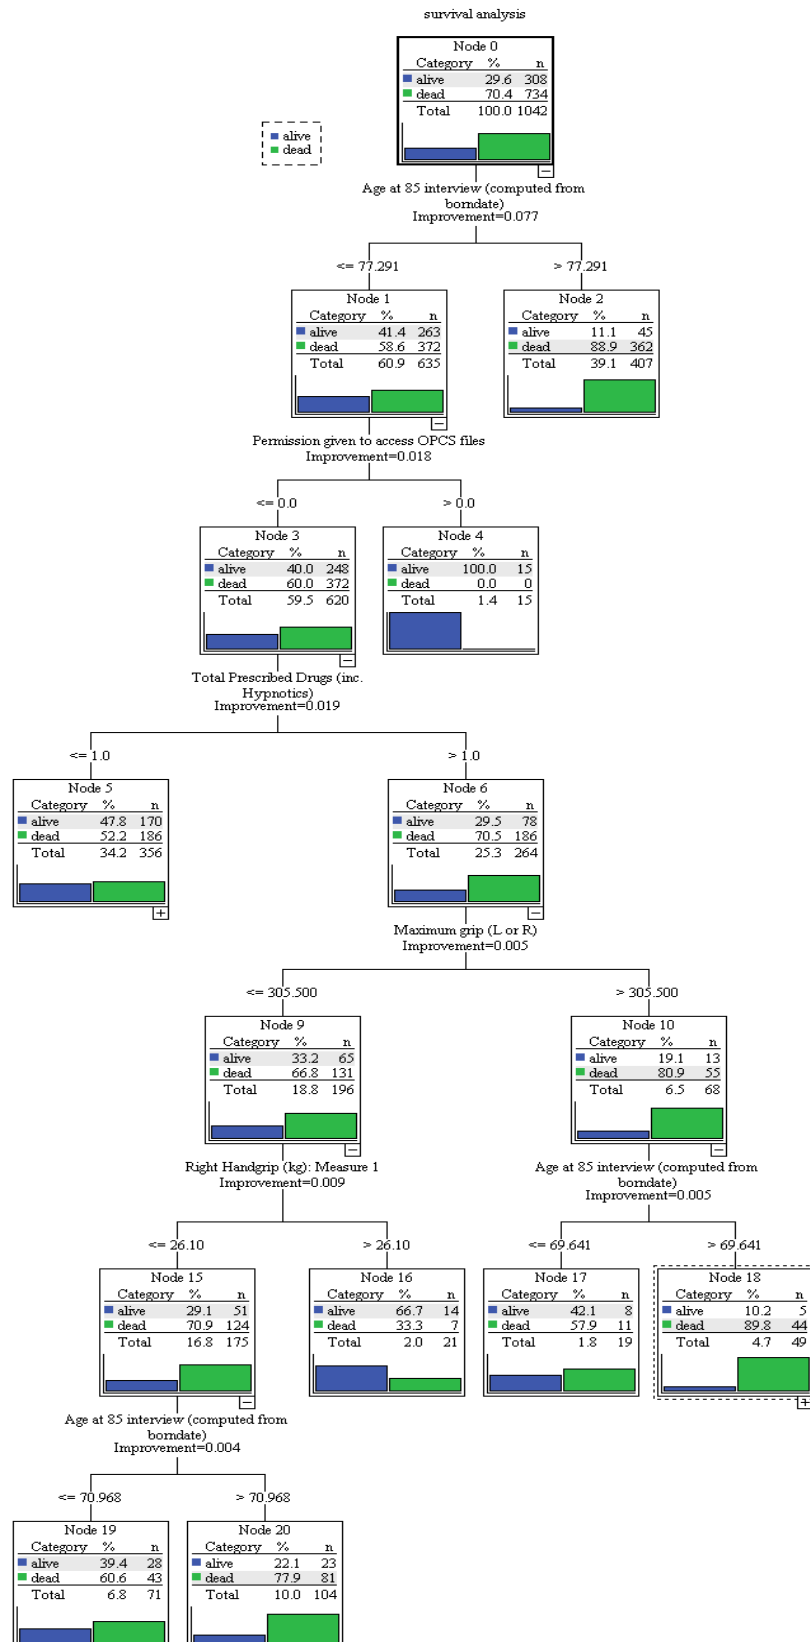 survival analysis
Node 0
Category % n
alive 29.6 308
dead 70.4 734
Total 100.0 1042
alive
dead
Age at 85 interview (computed from
borndate)
Improvement=0.077
<= 77.291
> 77.291
Node 1
Category % n
alive 41.4 263
dead 58.6 372
Total 60.9 635
Node 2
Category % n
alive 11.1 45
dead 88.9 362
Total 39.1 407
Permission given to access OPCS files
Improvement=0.018
<= 0.0
> 0.0
Node 3
Category % n
alive 40.0 248
dead 60.0 372
Total 59.5 620
Node 4
Category % n
alive 100.0 15
dead 0.0 0
Total 1.4 15
Total Prescribed Drugs (inc.
Hypnotics)
Improvement=0.019
<= 1.0
> 1.0
Node 5
Category % n
alive 47.8 170
dead 52.2 186
Total 34.2 356
Node 6
Category % n
alive 29.5 78
dead 70.5 186
Total 25.3 264
Maximum grip (L or R)
Improvement=0.005
<= 305.500
> 305.500
Node 9
Category % n
alive 33.2 65
dead 66.8 131
Total 18.8 196
Node 10
Category % n
alive 19.1 13
dead 80.9 55
Total 6.5 68
Right Handgrip (kg): Measure 1
Improvement=0.009
Age at 85 interview (computed from
borndate)
Improvement=0.005
<= 26.10
> 26.10
<= 69.641
> 69.641
Node 15
Category % n
alive 29.1 51
dead 70.9 124
Total 16.8 175
Node 16
Category % n
alive 66.7 14
dead 33.3 7
Total 2.0 21
Node 17
Category % n
alive 42.1 8
dead 57.9 11
Total 1.8 19
Node 18
Category % n
alive 10.2 5
dead 89.8 44
Total 4.7 49
Age at 85 interview (computed from
borndate)
Improvement=0.004
<= 70.968
> 70.968
Node 19
Category % n
alive 39.4 28
dead 60.6 43
Total 6.8 71
Node 20
Category % n
alive 22.1 23
dead 77.9 81
Total 10.0 104